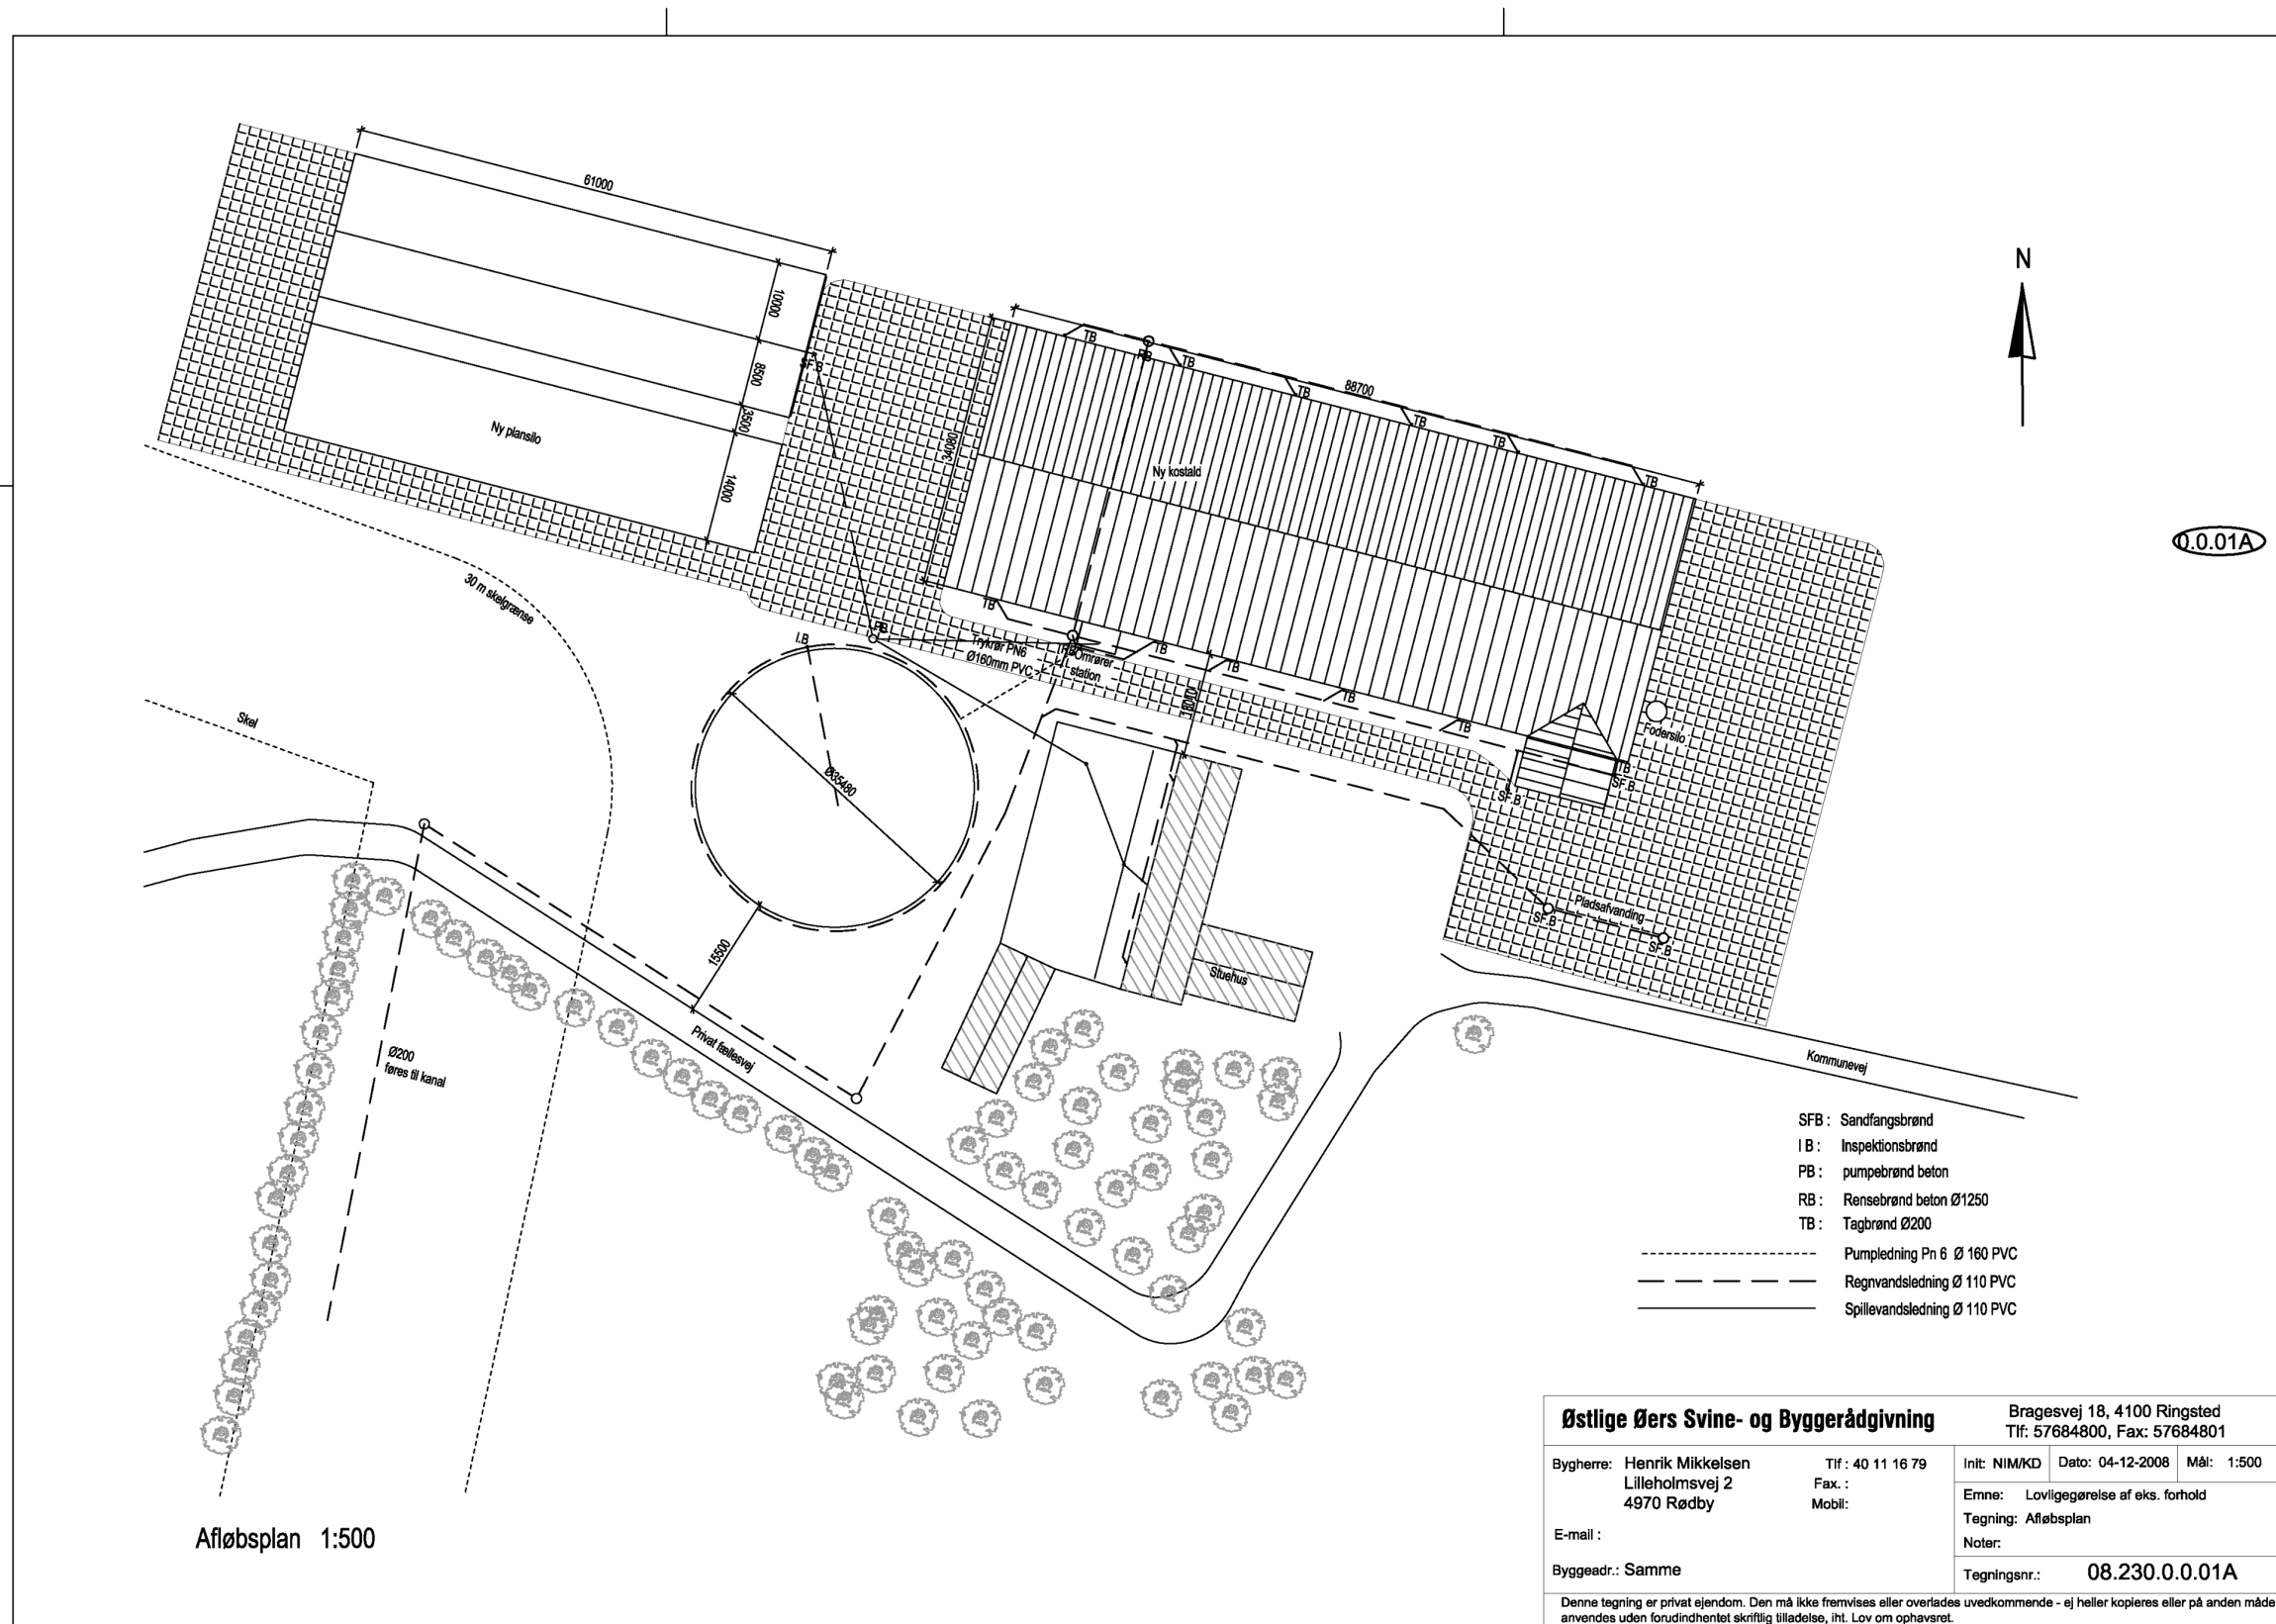 61000
10000
8500
3500
14000
Ny plansilo
SF.B
N
0.0.01A
TB
RB
TB
TB
88700
TB
TB
TB
34080
Ny kostald
30 m skelgrænse
Skel
I.B
PB
TB
Trykrør PN6
Ø160mm PVC
RB
Omrører
station
TB
TB
TB
TB
TB
Fodersilo
SF.B
SF.B
Ø35480
15500
Pladsafvanding
SF.B
SF.B
Stuehus
Privat fællesvej
Kommunevej
Ø200
føres til kanal
SFB : Sandfangsbrønd
I B : Inspektionsbrønd
PB : pumpebrønd beton
RB : Rensebrønd beton Ø1250
TB : Tagbrønd Ø200
Pumpledning Pn 6 Ø 160 PVC
Regnvandsledning Ø 110 PVC
Spillevandsledning Ø 110 PVC
Afløbsplan 1:500
Østlige Øers Svine- og Byggerådgivning
Bragesvej 18, 4100 Ringsted
Tlf: 57684800, Fax: 57684801
Bygherre: Henrik Mikkelsen
Lilleholmsvej 2
4970 Rødby
Tlf : 40 11 16 79
Fax. :
Mobil:
E-mail :
Byggeadr.: Samme
Init: NIM/KD Dato: 04-12-2008 Mål: 1:500
Emne: Lovligegørelse af eks. forhold
Tegning: Afløbsplan
Noter:
Tegningsnr.: 08.230.0.0.01A
Denne tegning er privat ejendom. Den må ikke fremvises eller overlades uvedkommende - ej heller kopieres eller på anden måde
anvendes uden forudindhentet skriftlig tilladelse, iht. Lov om ophavsret.